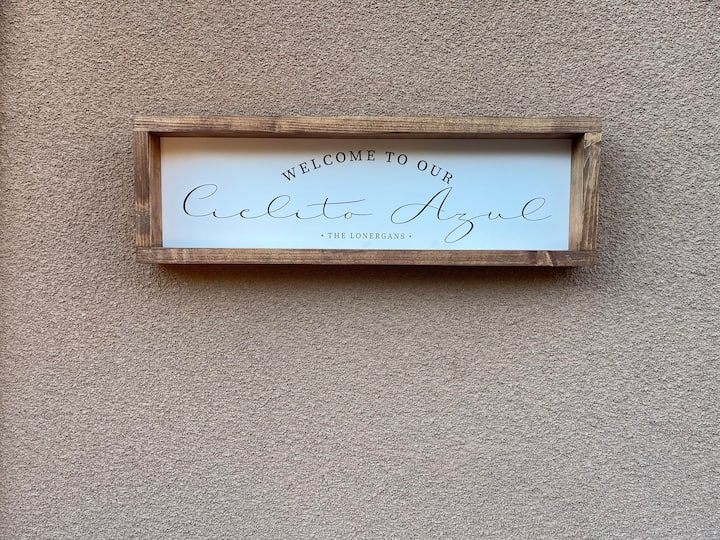 WELCOME TO OUR
Cielito Azul
• THE LONERGANS •